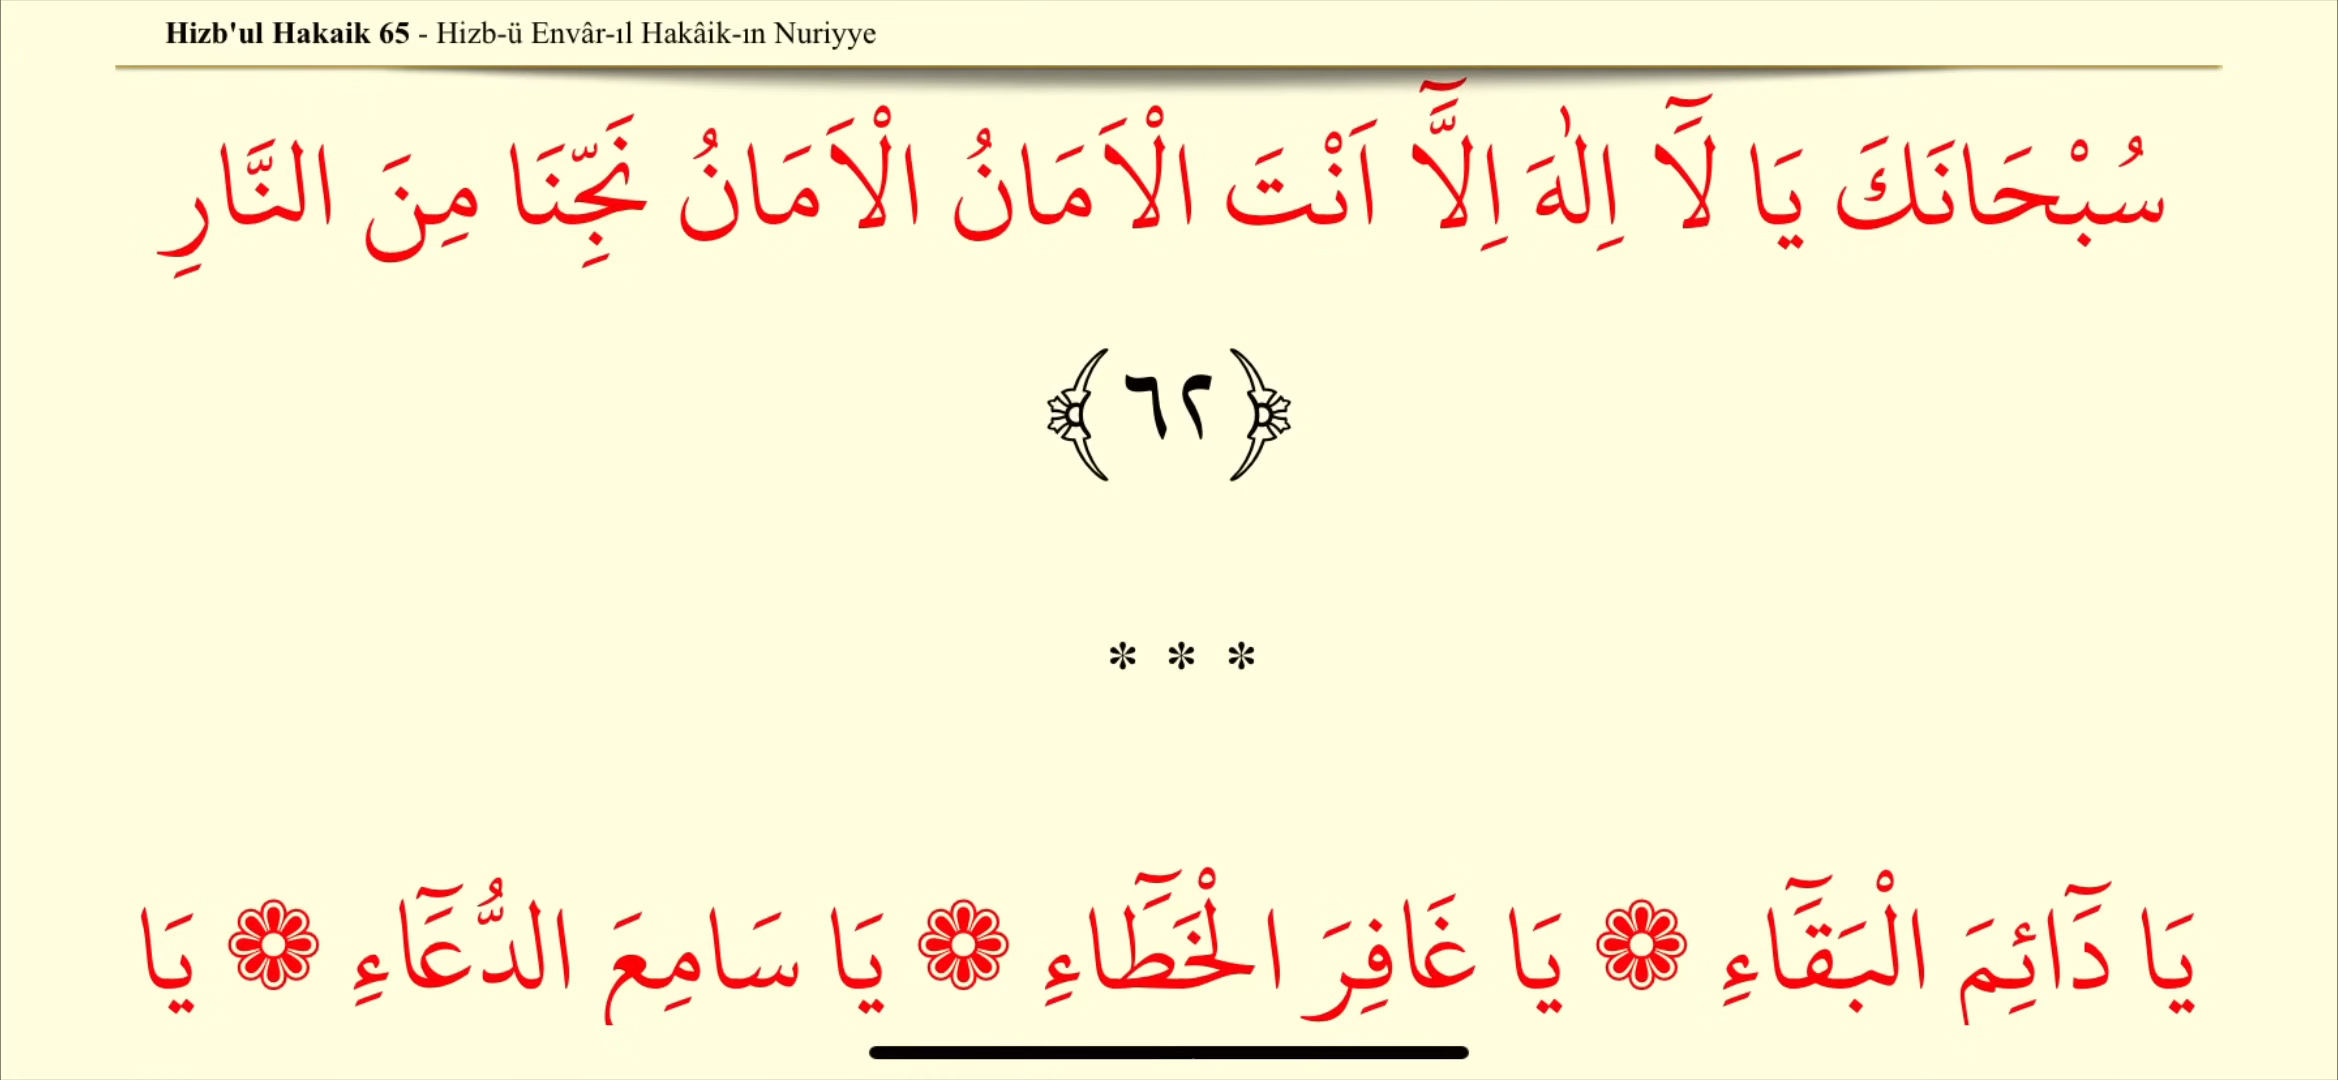 Hizb'ul Hakaik 65 - Hizb-ü Envâr-ıl Hakâik-ın Nuriyye
سُبْحَانَكَ يَا لَٓا اِلٰهَ اِلَّٓا اَنْتَ الْاَمَانُ الْاَمَانُ نَجِّنَا مِنَ النَّارِ
﴿٦٢﴾
* * *
يَا دَٓائِمَ الْبَقَٓاءِ ❁ يَا غَافِرَ الْخَطَٓاءِ ❁ يَا سَامِعَ الدُّعَٓاءِ ❁ يَا